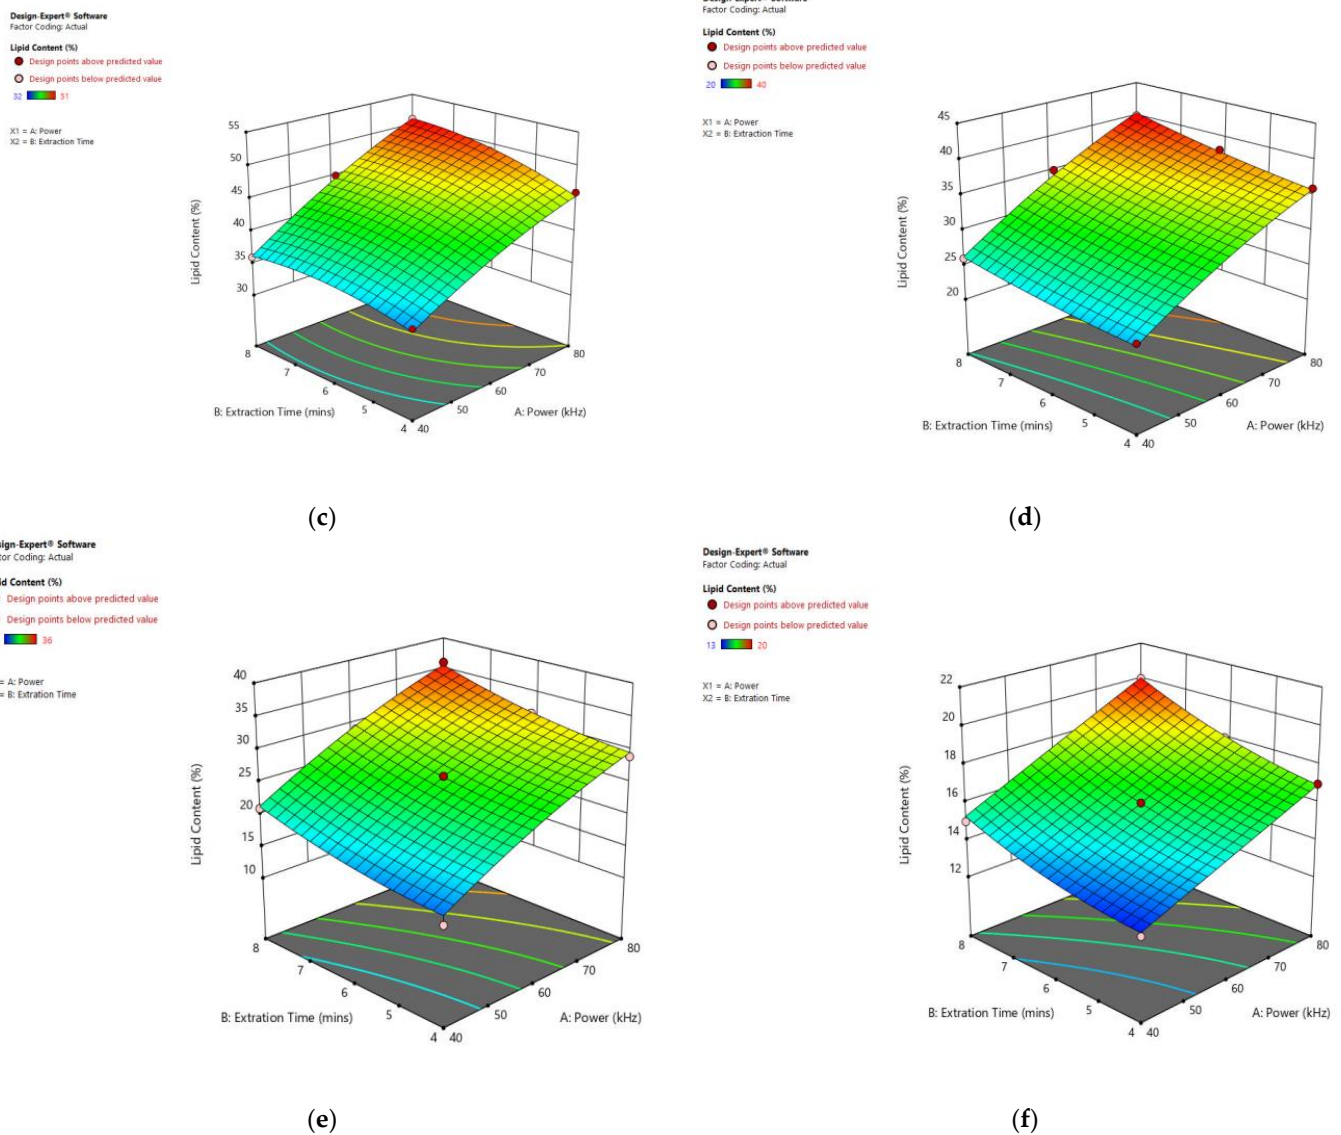 Design-Expert® Software
Factor Coding: Actual
Lipid Content (%)
Design points above predicted value
Design points below predicted value
32 51
X1 = A: Power
X2 = B: Extraction Time
55
50
45
40
35
30
Lipid Content (%)
8
7
6
5
4
40
50
60
70
80
B: Extraction Time (mins)
A: Power (kHz)
(c)
Factor Coding: Actual
Lipid Content (%)
Design points above predicted value
Design points below predicted value
20 40
X1 = A: Power
X2 = B: Extraction Time
45
40
35
30
25
20
Lipid Content (%)
8
7
6
5
4
40
50
60
70
80
B: Extraction Time (mins)
A: Power (kHz)
(d)
sign-Expert® Software
tor Coding: Actual
id Content (%)
Design points above predicted value
Design points below predicted value
36
= A: Power
= B: Extration Time
40
35
30
25
20
15
10
Lipid Content (%)
8
7
6
5
4
40
50
60
70
80
B: Extration Time (mins)
A: Power (kHz)
(e)
Design-Expert® Software
Factor Coding: Actual
Lipid Content (%)
Design points above predicted value
Design points below predicted value
13 20
X1 = A: Power
X2 = B: Extration Time
22
20
18
16
14
12
Lipid Content (%)
8
7
6
5
4
40
50
60
70
80
B: Extration Time (mins)
A: Power (kHz)
(f)